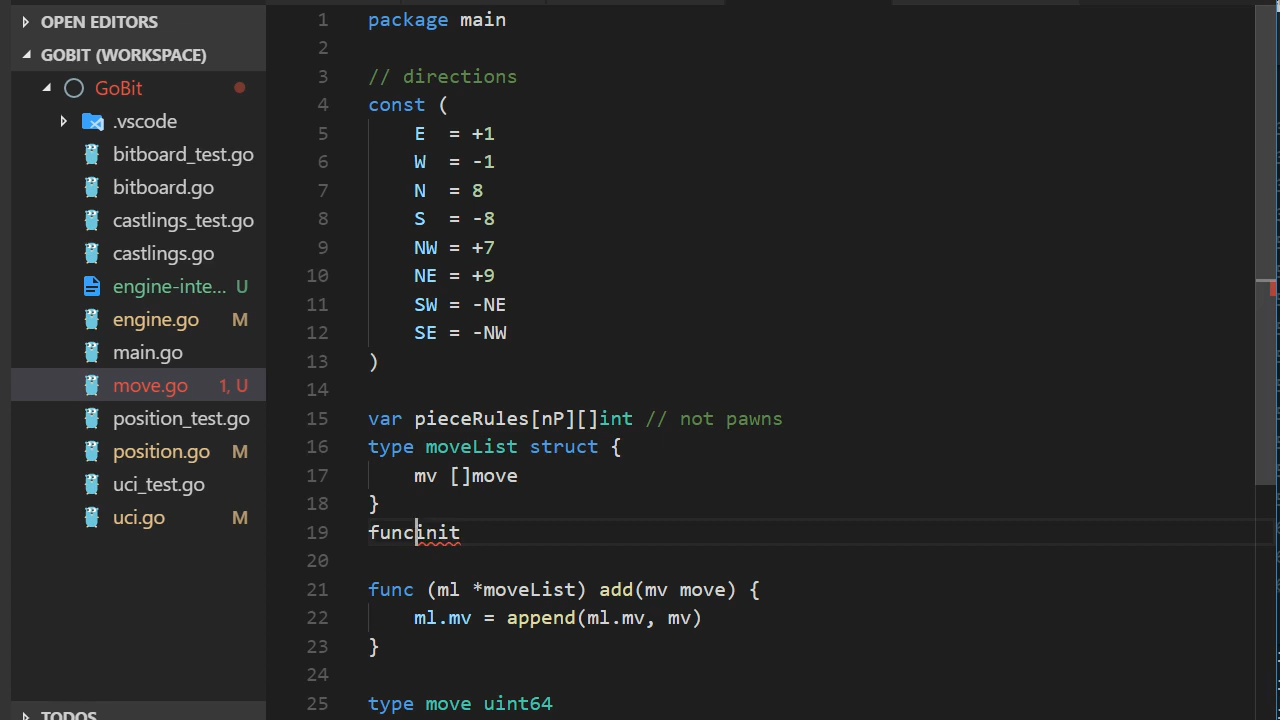 OPEN EDITORS
GOBIT (WORKSPACE)
GoBit
.vscode
bitboard_test.go
bitboard.go
castlings_test.go
castlings.go
engine-inte... U
engine.go M
main.go
move.go 1, U
position_test.go
position.go M
uci_test.go
uci.go M
TODOS
1 package main
2
3 // directions
4 const (
5 E = +1
6 W = -1
7 N = 8
8 S = -8
9 NW = +7
10 NE = +9
11 SW = -NE
12 SE = -NW
13 )
14
15 var pieceRules[nP][]int // not pawns
16 type moveList struct {
17 mv []move
18 }
19 funcinit
20
21 func (ml *moveList) add(mv move) {
22 ml.mv = append(ml.mv, mv)
23 }
24
25 type move uint64